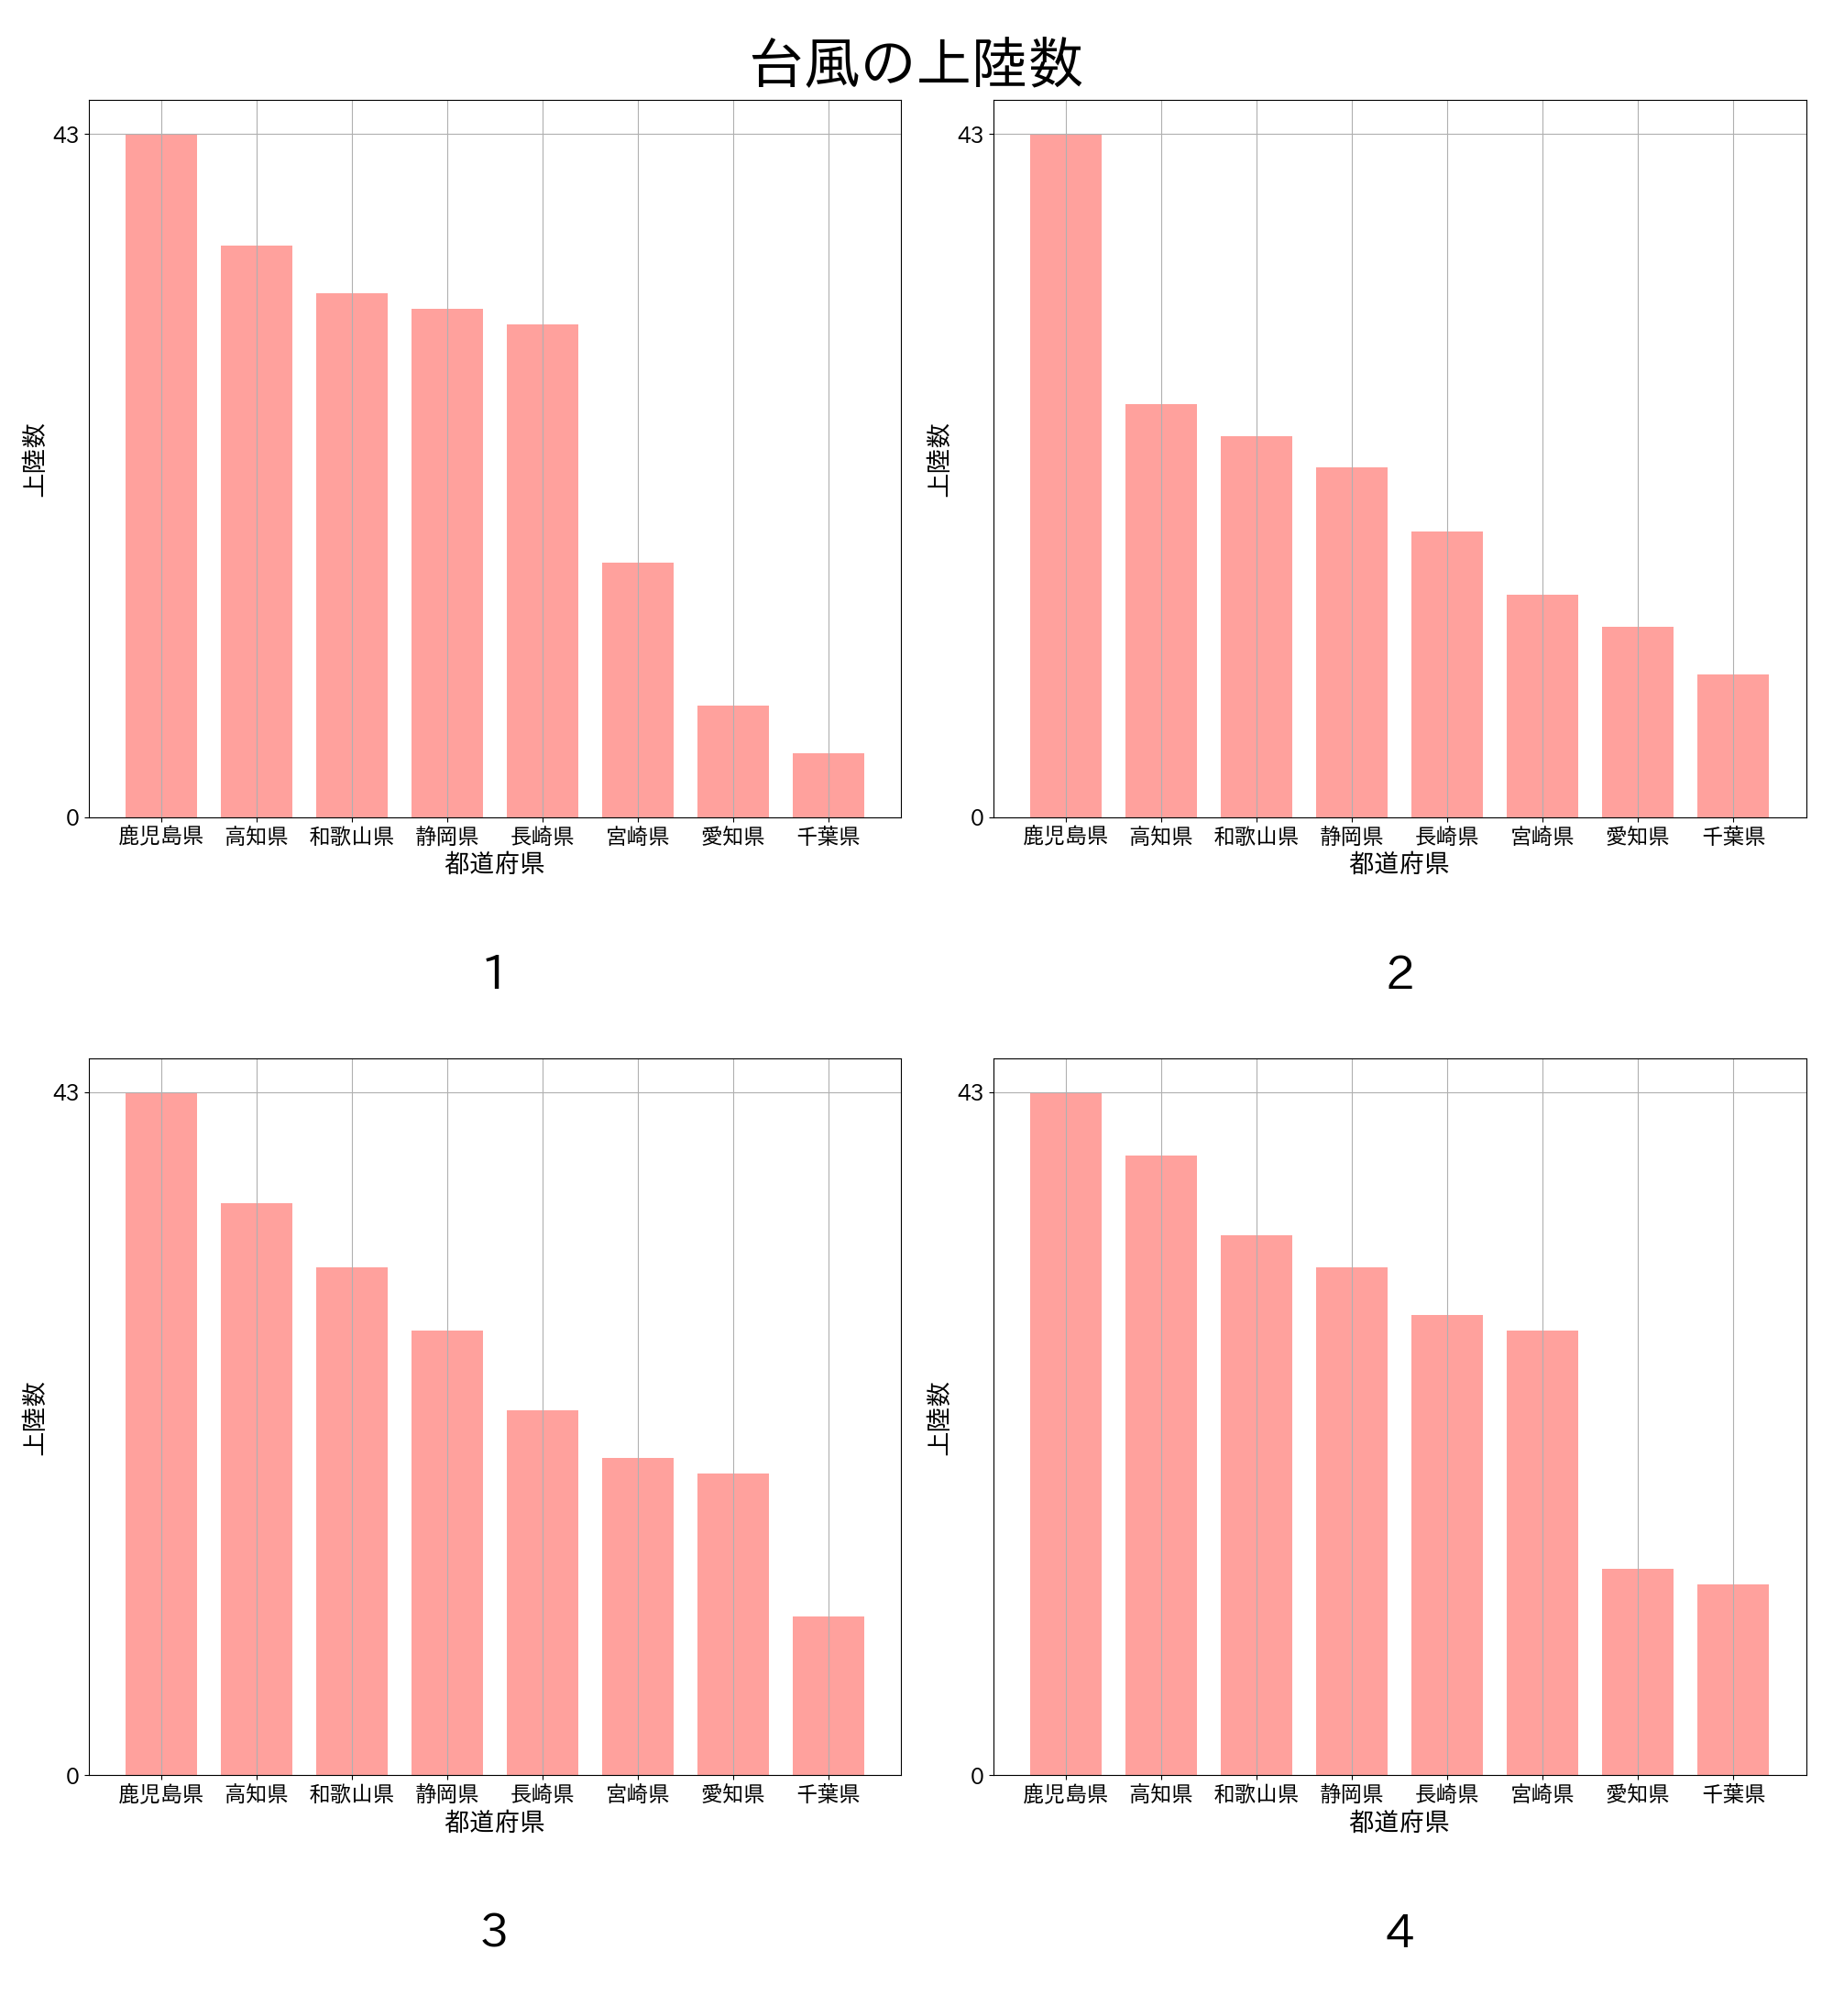 台風の上陸数
43
0
上陸数
鹿児島県 高知県 和歌山県 静岡県 長崎県 宮崎県 愛知県 千葉県
都道府県
1
43
0
上陸数
鹿児島県 高知県 和歌山県 静岡県 長崎県 宮崎県 愛知県 千葉県
都道府県
2
43
0
上陸数
鹿児島県 高知県 和歌山県 静岡県 長崎県 宮崎県 愛知県 千葉県
都道府県
3
43
0
上陸数
鹿児島県 高知県 和歌山県 静岡県 長崎県 宮崎県 愛知県 千葉県
都道府県
4